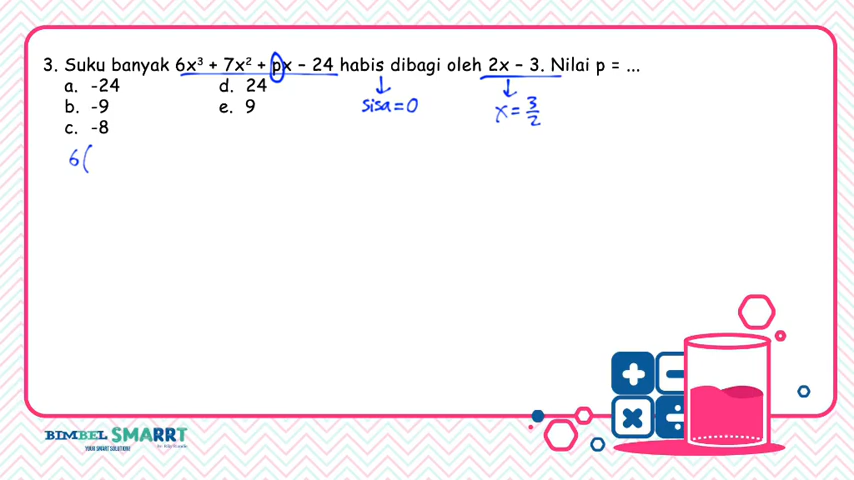 3. Suku banyak 6x³ + 7x² + px – 24 habis dibagi oleh 2x – 3. Nilai p = ...
a. -24
d. 24
b. -9
e. 9
c. -8
sisa = 0
x = 3/2
6(
BIMBEL SMARRT
YOUR SMART SOLUTION!